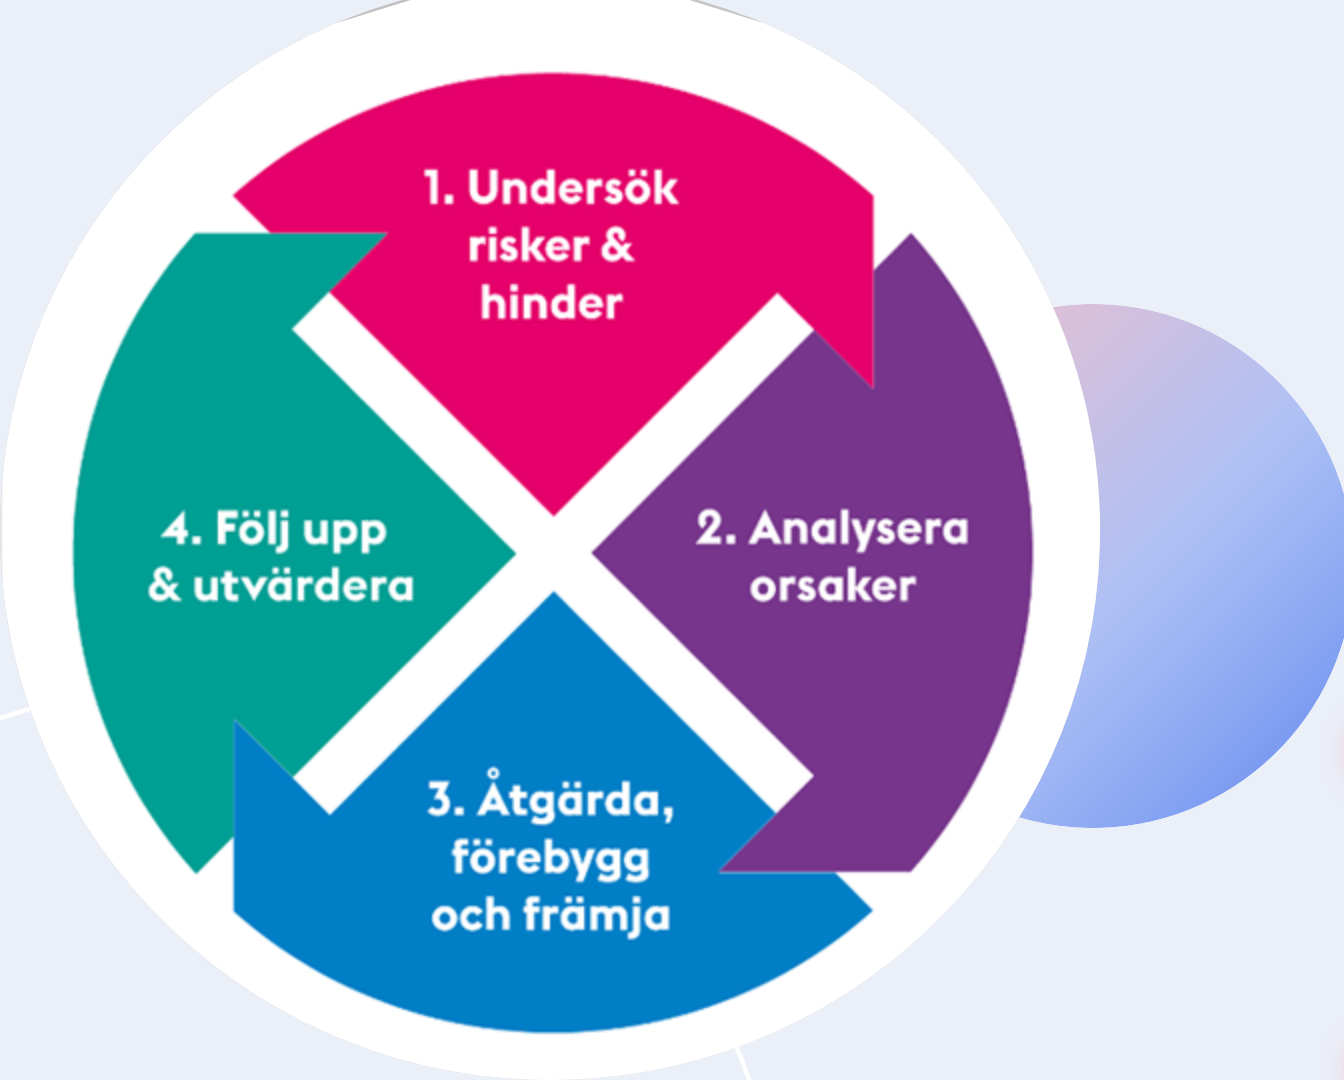 1. Undersök
risker &
hinder
2. Analysera
orsaker
3. Åtgärda,
förebygg
och främja
4. Följ upp
& utvärdera